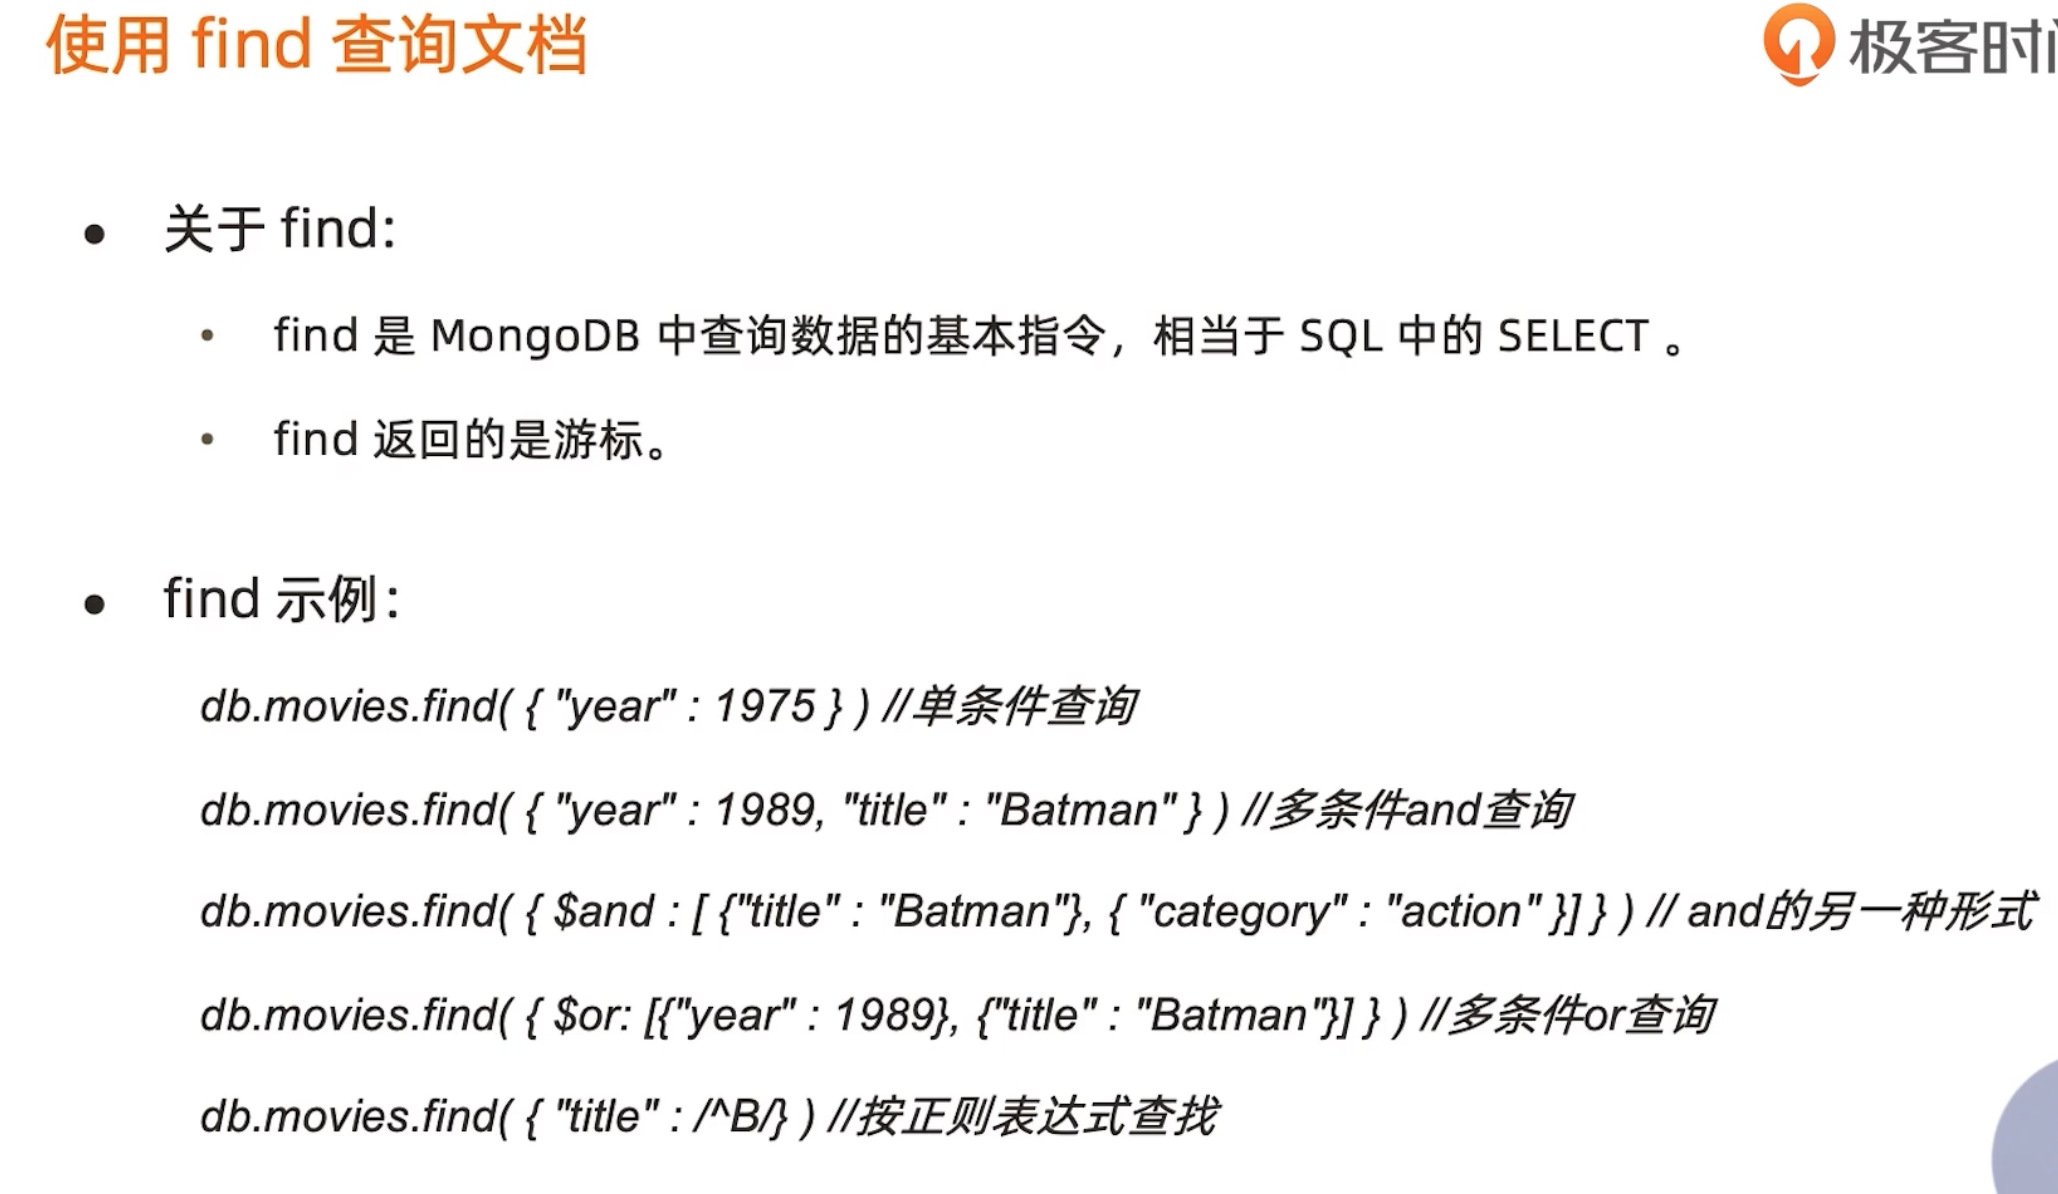 使用 find 查询文档
极客时间
● 关于 find:
• find 是 MongoDB 中查询数据的基本指令，相当于 SQL 中的 SELECT 。
• find 返回的是游标。
● find 示例：
db.movies.find( { "year" : 1975 } ) //单条件查询
db.movies.find( { "year" : 1989, "title" : "Batman" } ) //多条件and查询
db.movies.find( { $and : [ {"title" : "Batman"}, { "category" : "action" }] } ) // and的另一种形式
db.movies.find( { $or: [{"year" : 1989}, {"title" : "Batman"}] } ) //多条件or查询
db.movies.find( { "title" : /^B/} ) //按正则表达式查找